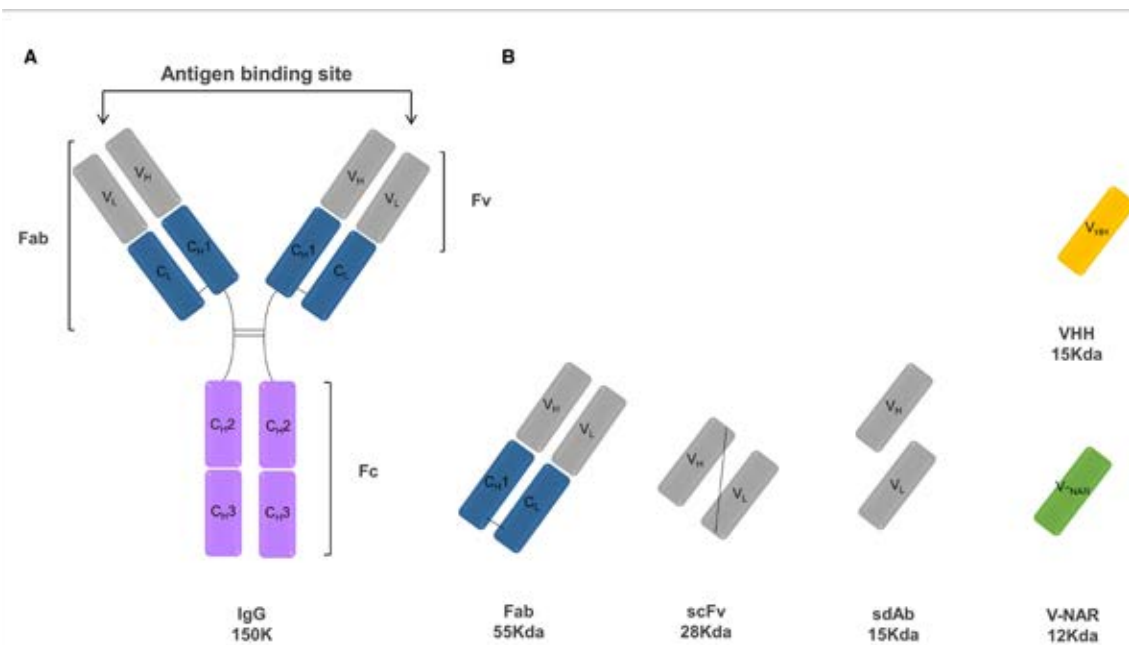 A
B
Antigen binding site
VH
VH
VL
VL
Fab
Fv
CH1
CH1
CL
CL
CH2
CH2
Fc
CH3
CH3
IgG
150K
VH
VL
CH1
CL
Fab
55Kda
VH
VL
scFv
28Kda
VH
VL
sdAb
15Kda
VHH
VHH
15Kda
V-NAR
V-NAR
12Kda